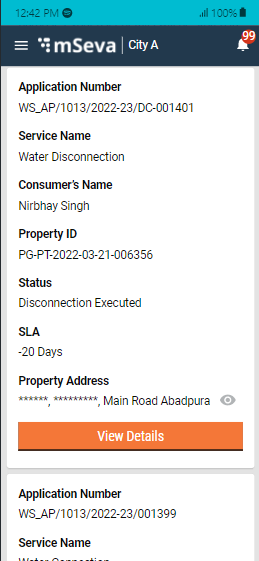 12:42 PM
100%
mSeva
City A
99
Application Number
WS_AP/1013/2022-23/DC-001401
Service Name
Water Disconnection
Consumer's Name
Nirbhay Singh
Property ID
PG-PT-2022-03-21-006356
Status
Disconnection Executed
SLA
-20 Days
Property Address
******, *********, Main Road Abadpura
View Details
Application Number
WS_AP/1013/2022-23/001399
Service Name
Water Connection